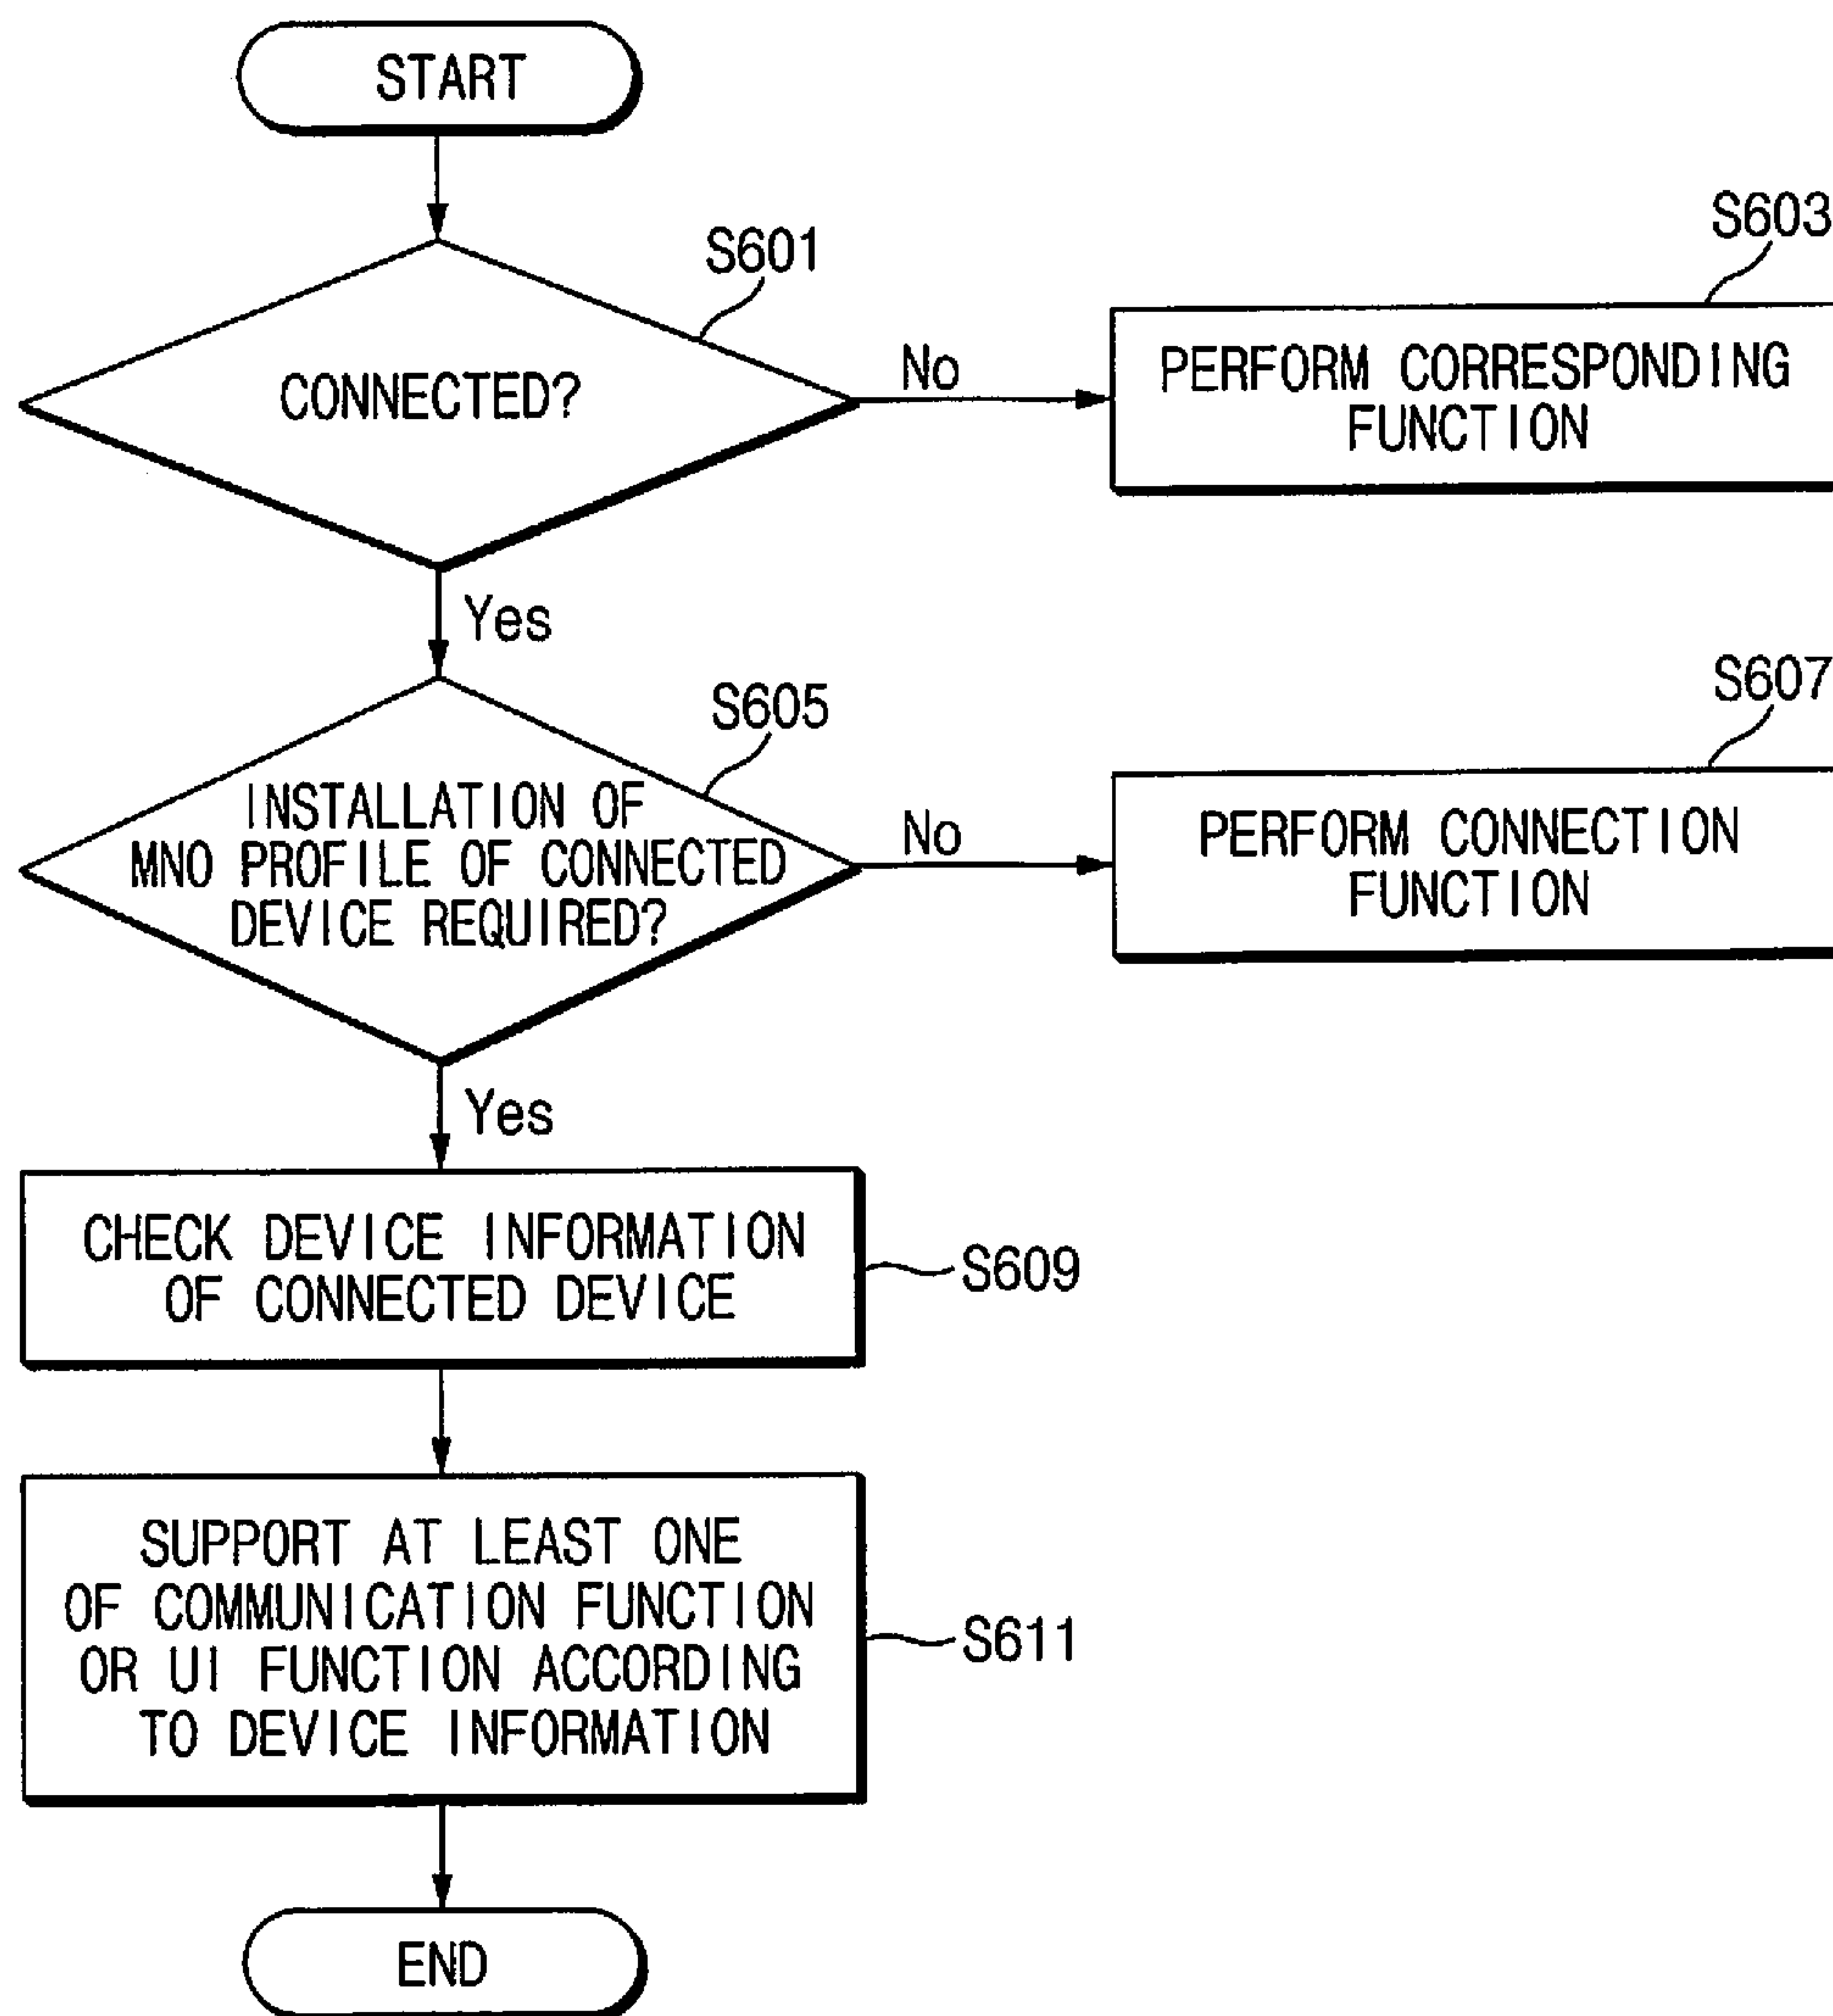 START
S601
CONNECTED?
No
S603
PERFORM CORRESPONDING
FUNCTION
Yes
S605
INSTALLATION OF
MNO PROFILE OF CONNECTED
DEVICE REQUIRED?
No
S607
PERFORM CONNECTION
FUNCTION
Yes
CHECK DEVICE INFORMATION
OF CONNECTED DEVICE
S609
SUPPORT AT LEAST ONE
OF COMMUNICATION FUNCTION
OR UI FUNCTION ACCORDING
TO DEVICE INFORMATION
S611
END